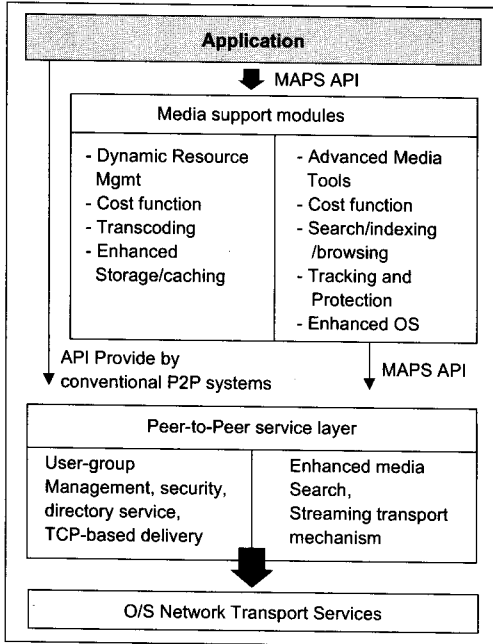 Application
MAPS API
Media support modules
- Dynamic Resource
Mgmt
- Cost function
- Transcoding
- Enhanced
Storage/caching
- Advanced Media
Tools
- Cost function
- Search/indexing
/browsing
- Tracking and
Protection
- Enhanced OS
API Provide by
conventional P2P systems
MAPS API
Peer-to-Peer service layer
User-group
Management, security,
directory service,
TCP-based delivery
Enhanced media
Search,
Streaming transport
mechanism
O/S Network Transport Services